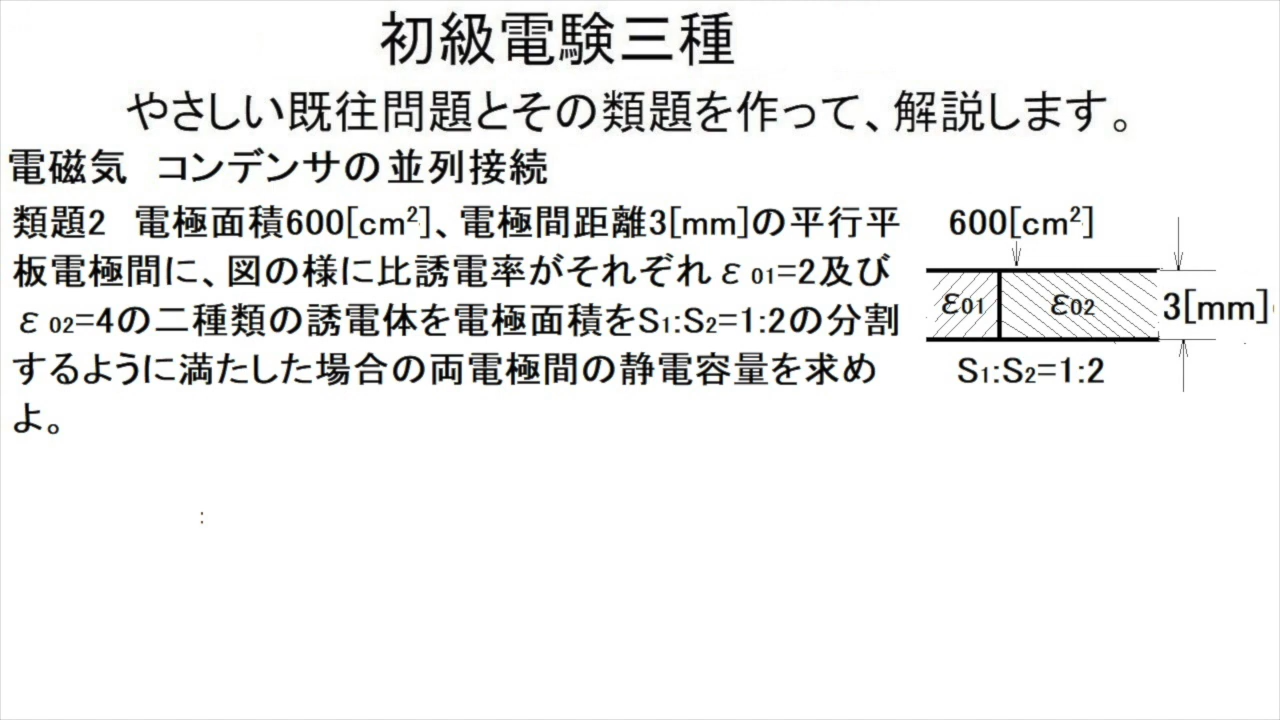 初級電験三種
やさしい既往問題とその類題を作って、解説します。
電磁気　コンデンサの並列接続
類題2　電極面積600[cm²]、電極間距離3[mm]の平行平
板電極間に、図の様に比誘電率がそれぞれε01=2及び
ε02=4の二種類の誘電体を電極面積をS1:S2=1:2の分割
するように満たした場合の両電極間の静電容量を求め
よ。
600[cm²]
ε01
ε02
3[mm]
S1:S2=1:2